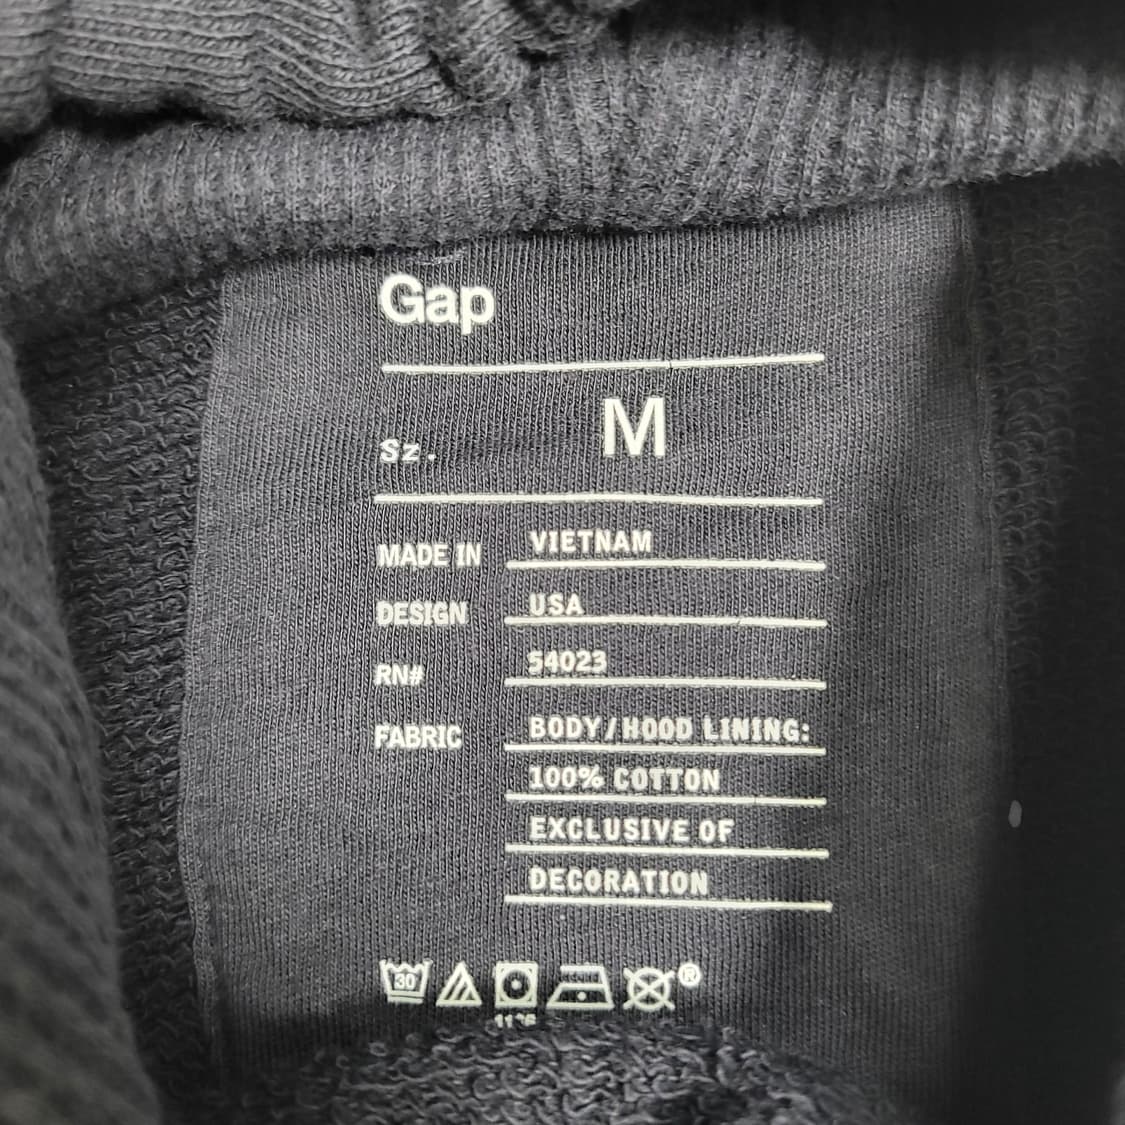 Gap
Sz. M
MADE IN VIETNAM
DESIGN USA
RN# 54023
FABRIC BODY/HOOD LINING:
100% COTTON
EXCLUSIVE OF
DECORATION
30 ®